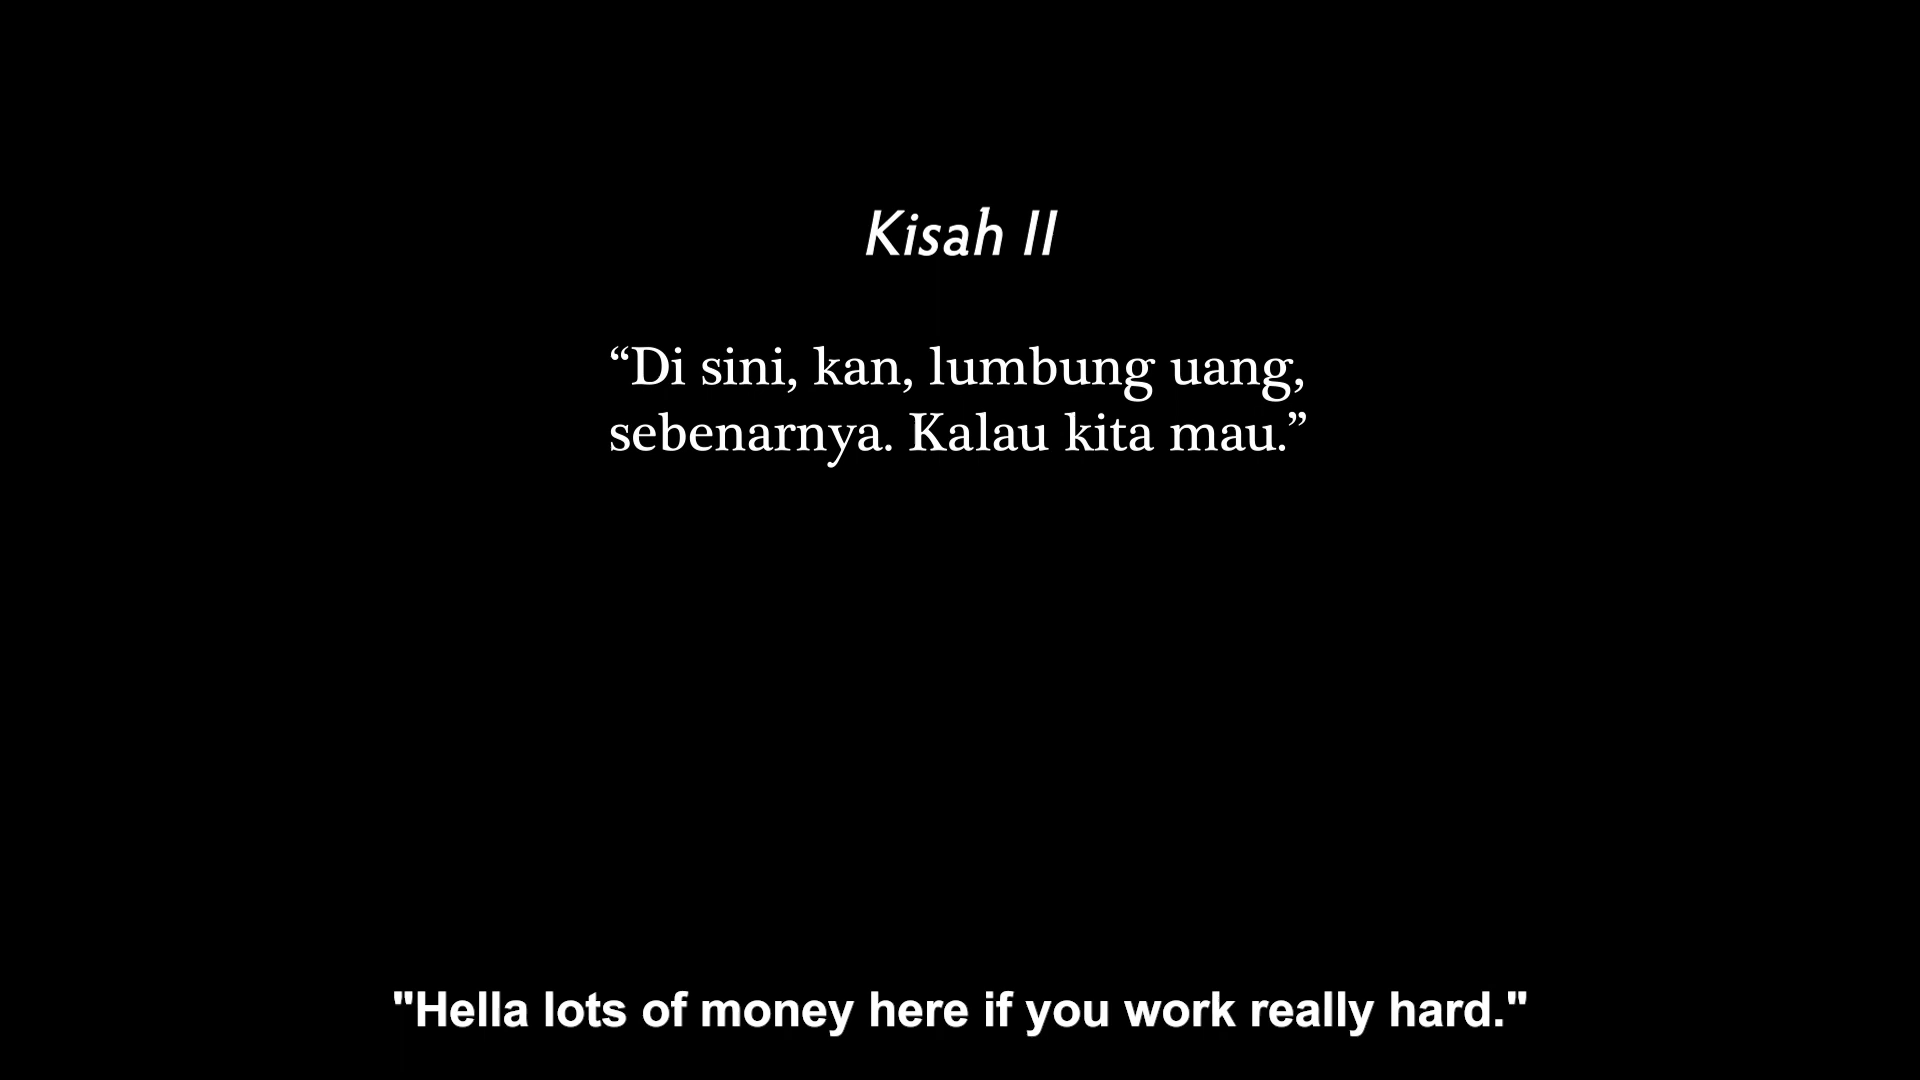 Kisah II
“Di sini, kan, lumbung uang,
sebenarnya. Kalau kita mau.”
"Hella lots of money here if you work really hard."